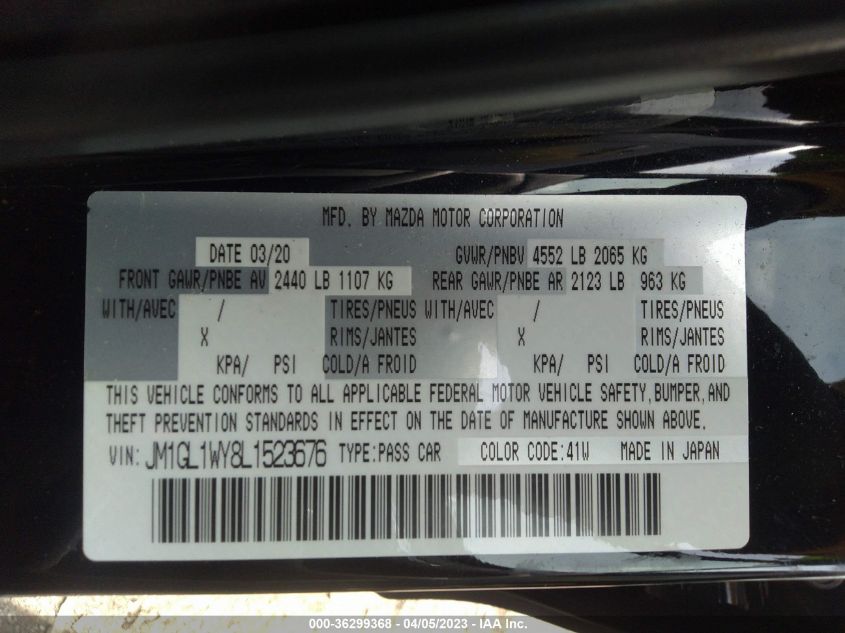 MFD. BY MAZDA MOTOR CORPORATION
DATE 03/20 GVWR/PNBV 4552 LB 2065 KG
FRONT GAWR/PNBE AV 2440 LB 1107 KG REAR GAWR/PNBE AR 2123 LB 963 KG
WITH/AVEC / TIRES/PNEUS WITH/AVEC / TIRES/PNEUS
X RIMS/JANTES X RIMS/JANTES
KPA/ PSI COLD/A FROID KPA/ PSI COLD/A FROID
THIS VEHICLE CONFORMS TO ALL APPLICABLE FEDERAL MOTOR VEHICLE SAFETY,BUMPER,AND
THEFT PREVENTION STANDARDS IN EFFECT ON THE DATE OF MANUFACTURE SHOWN ABOVE.
VIN: JM1GL1WY8L1523676 TYPE:PASS CAR COLOR CODE:41W MADE IN JAPAN
000-36299368 - 04/05/2023 - IAA Inc.